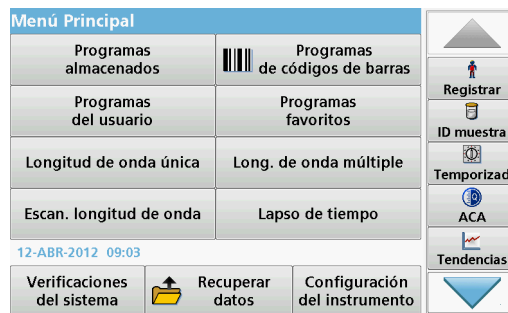 Menú Principal
Programas
almacenados
Programas
de códigos de barras
Programas
del usuario
Programas
favoritos
Longitud de onda única
Long. de onda múltiple
Escan. longitud de onda
Lapso de tiempo
12-ABR-2012 09:03
Verificaciones
del sistema
Recuperar
datos
Configuración
del instrumento
Registrar
ID muestra
Temporizad
ACA
Tendencias